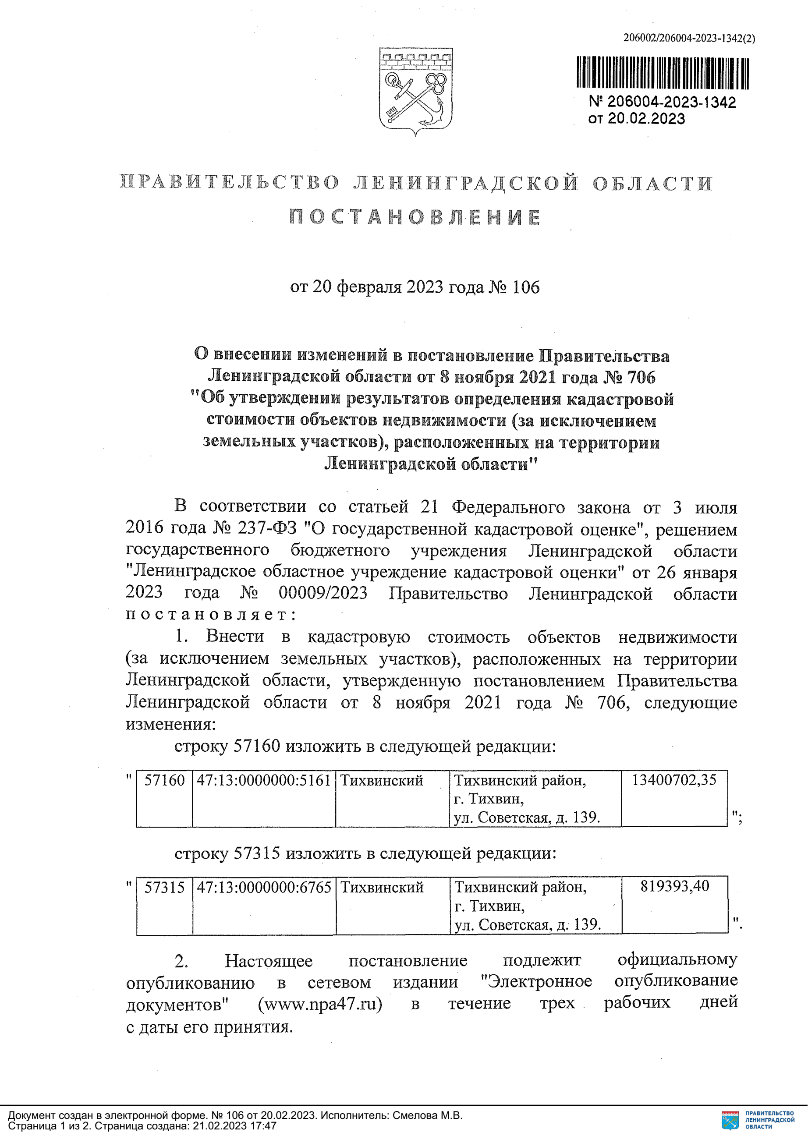 206002/206004-2023-1342(2)
№ 206004-2023-1342
от 20.02.2023
ПРАВИТЕЛЬСТВО ЛЕНИНГРАДСКОЙ ОБЛАСТИ
ПОСТАНОВЛЕНИЕ
от 20 февраля 2023 года № 106
О внесении изменений в постановление Правительства
Ленинградской области от 8 ноября 2021 года № 706
"Об утверждении результатов определения кадастровой
стоимости объектов недвижимости (за исключением
земельных участков), расположенных на территории
Ленинградской области"
В соответствии со статьей 21 Федерального закона от 3 июля
2016 года № 237-ФЗ "О государственной кадастровой оценке", решением
государственного бюджетного учреждения Ленинградской области
"Ленинградское областное учреждение кадастровой оценки" от 26 января
2023 года № 00009/2023 Правительство Ленинградской области
постановляет:
1. Внести в кадастровую стоимость объектов недвижимости
(за исключением земельных участков), расположенных на территории
Ленинградской области, утвержденную постановлением Правительства
Ленинградской области от 8 ноября 2021 года № 706, следующие
изменения:
строку 57160 изложить в следующей редакции:
" 57160 47:13:0000000:5161 Тихвинский Тихвинский район, 13400702,35
г. Тихвин,
ул. Советская, д. 139. ";
строку 57315 изложить в следующей редакции:
" 57315 47:13:0000000:6765 Тихвинский Тихвинский район, 819393,40
г. Тихвин,
ул. Советская, д. 139. ".
2. Настоящее постановление подлежит официальному
опубликованию в сетевом издании "Электронное опубликование
документов" (www.npa47.ru) в течение трех рабочих дней
с даты его принятия.
Документ создан в электронной форме. № 106 от 20.02.2023. Исполнитель: Смелова М.В.
Страница 1 из 2. Страница создана: 21.02.2023 17:47
ПРАВИТЕЛЬСТВО
ЛЕНИНГРАДСКОЙ
ОБЛАСТИ